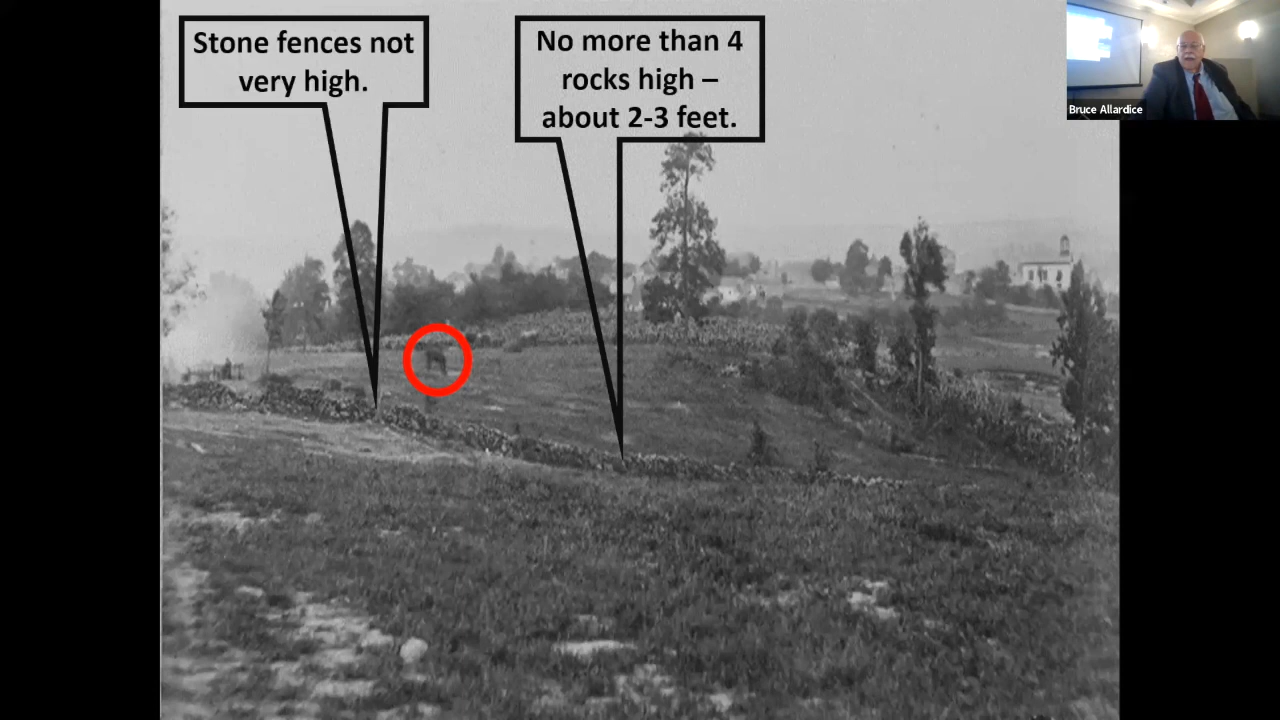 Stone fences not
very high.
No more than 4
rocks high –
about 2-3 feet.
Bruce Allardice